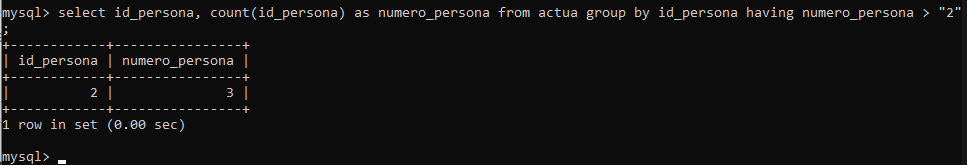 mysql> select id_persona, count(id_persona) as numero_persona from actua group by id_persona having numero_persona > "2"
;
+------------+----------------+
| id_persona | numero_persona |
+------------+----------------+
|          2 |              3 |
+------------+----------------+
1 row in set (0.00 sec)
mysql>